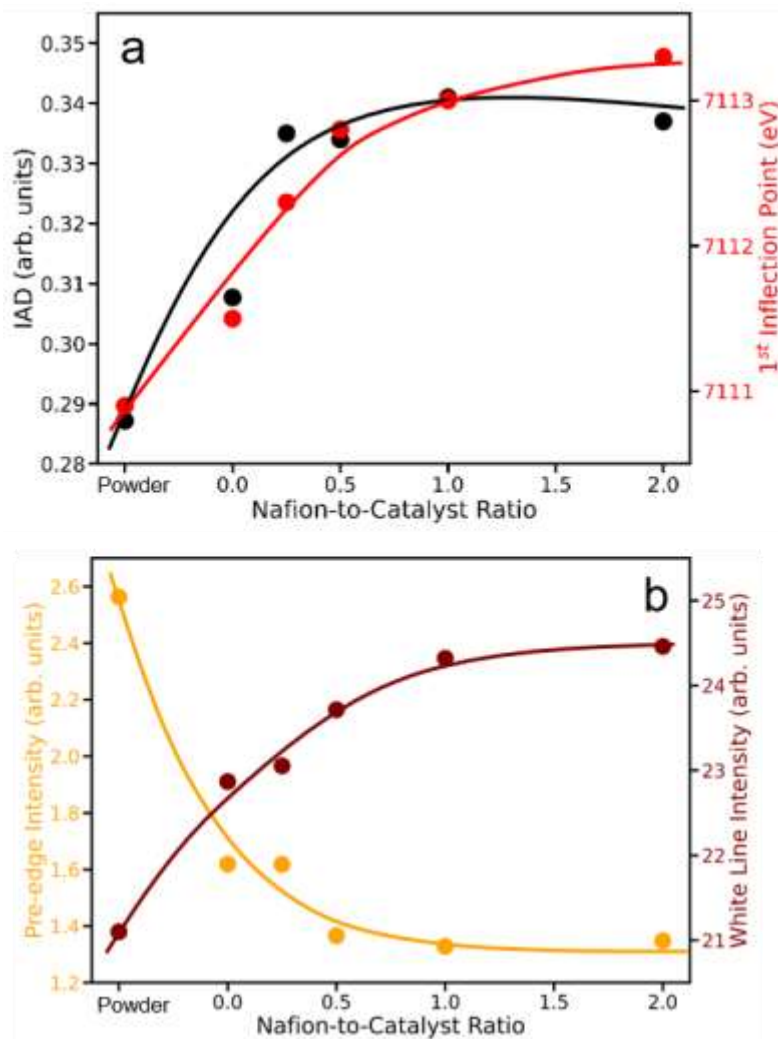 a
IAD (arb. units)
0.35
0.34
0.33
0.32
0.31
0.30
0.29
0.28
7113
7112
7111
1st Inflection Point (eV)
Powder 0.0 0.5 1.0 1.5 2.0
Nafion-to-Catalyst Ratio
b
Pre-edge Intensity (arb. units)
2.6
2.4
2.2
2.0
1.8
1.6
1.4
1.2
25
24
23
22
21
White Line Intensity (arb. units)
Powder 0.0 0.5 1.0 1.5 2.0
Nafion-to-Catalyst Ratio